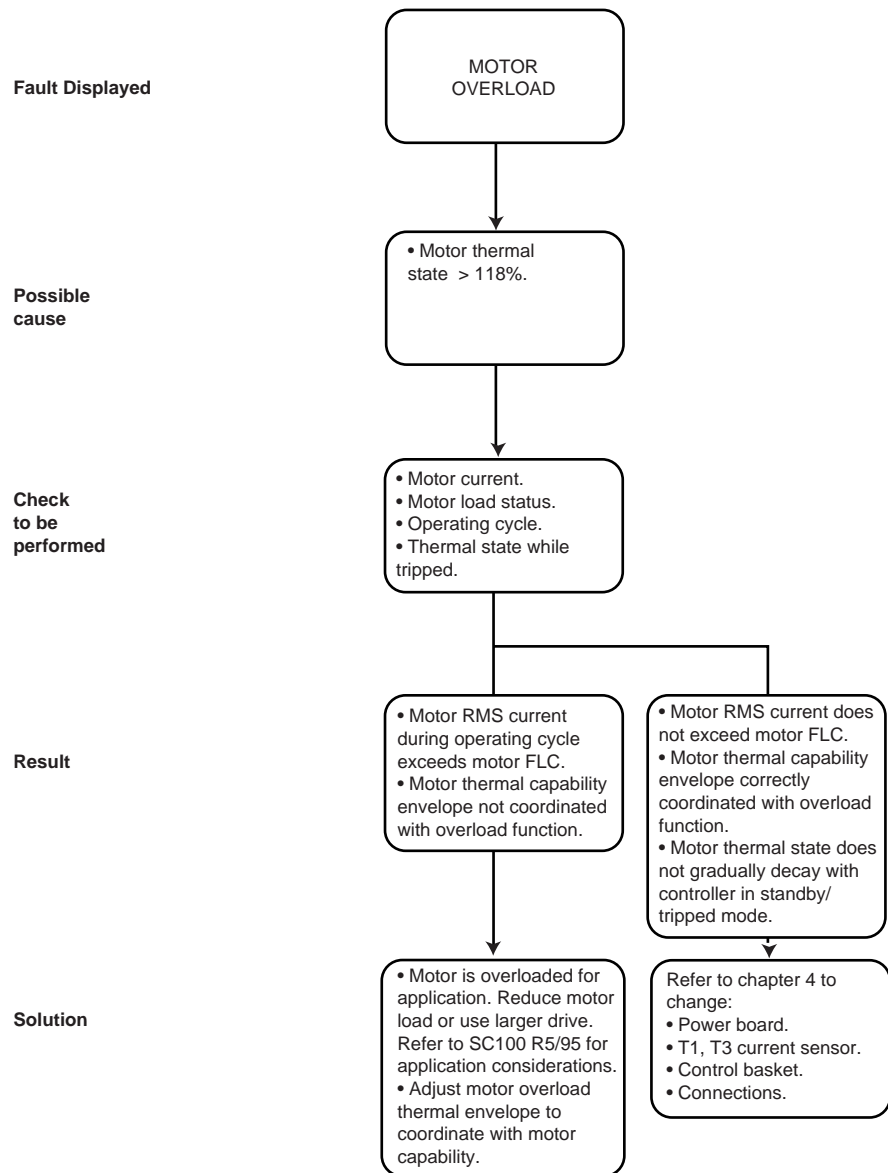 Fault Displayed
MOTOR
OVERLOAD
Possible
cause
• Motor thermal
state > 118%.
Check
to be
performed
• Motor current.
• Motor load status.
• Operating cycle.
• Thermal state while
tripped.
Result
• Motor RMS current
during operating cycle
exceeds motor FLC.
• Motor thermal capability
envelope not coordinated
with overload function.
• Motor RMS current does
not exceed motor FLC.
• Motor thermal capability
envelope correctly
coordinated with overload
function.
• Motor thermal state does
not gradually decay with
controller in standby/
tripped mode.
Solution
• Motor is overloaded for
application. Reduce motor
load or use larger drive.
Refer to SC100 R5/95 for
application considerations.
• Adjust motor overload
thermal envelope to
coordinate with motor
capability.
Refer to chapter 4 to
change:
• Power board.
• T1, T3 current sensor.
• Control basket.
• Connections.